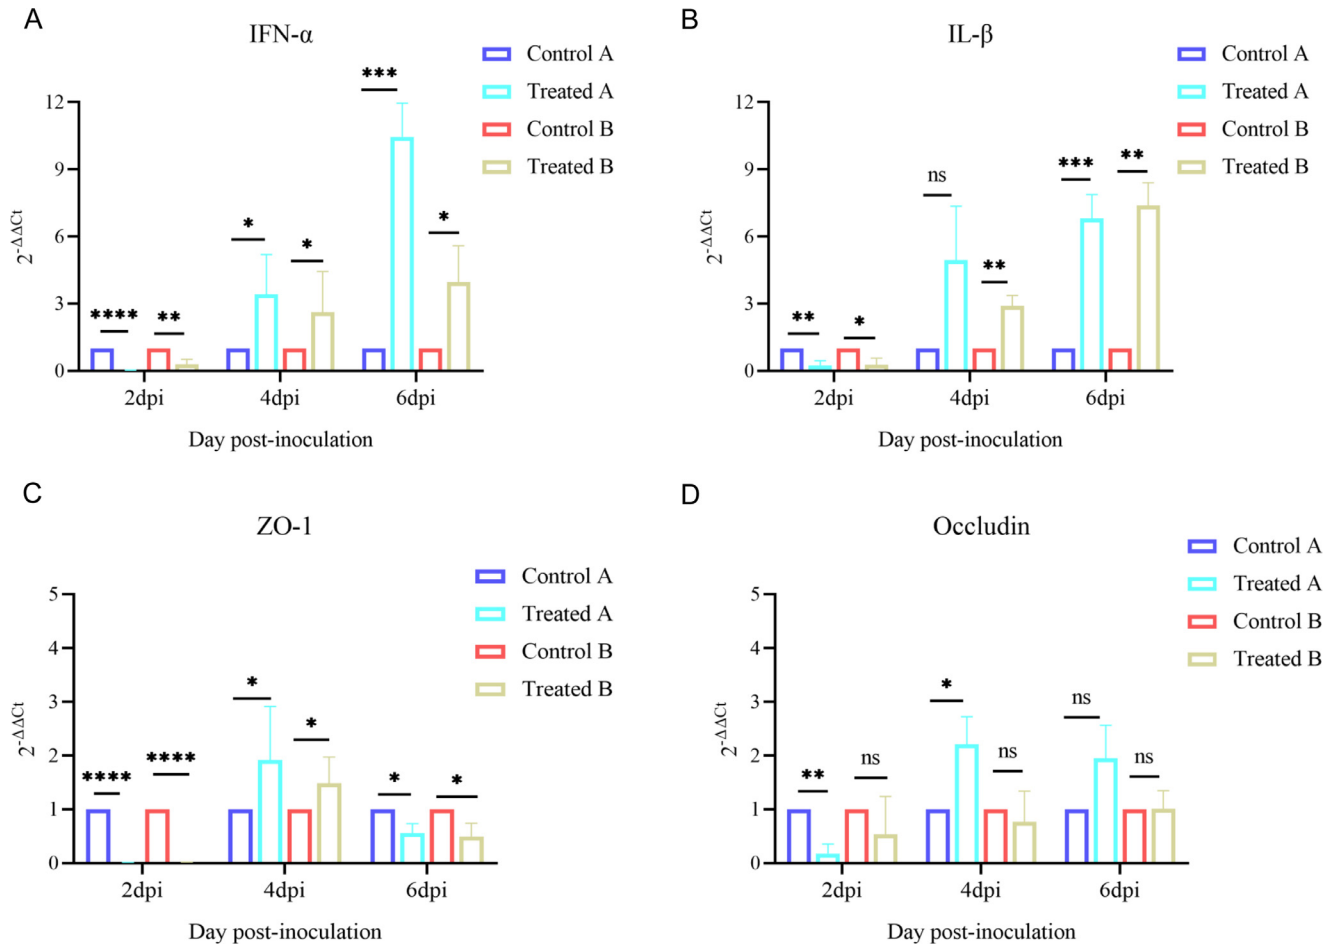 A
IFN-α
Control A
Treated A
Control B
Treated B
2^-ΔΔCt
12
9
6
3
0
****
**
*
*
***
*
2dpi
4dpi
6dpi
Day post-inoculation
B
IL-β
Control A
Treated A
Control B
Treated B
2^-ΔΔCt
12
9
6
3
0
**
*
ns
**
***
**
2dpi
4dpi
6dpi
Day post-inoculation
C
ZO-1
Control A
Treated A
Control B
Treated B
2^-ΔΔCt
5
4
3
2
1
0
****
****
*
*
*
*
2dpi
4dpi
6dpi
Day post-inoculation
D
Occludin
Control A
Treated A
Control B
Treated B
2^-ΔΔCt
5
4
3
2
1
0
**
ns
*
ns
ns
ns
2dpi
4dpi
6dpi
Day post-inoculation